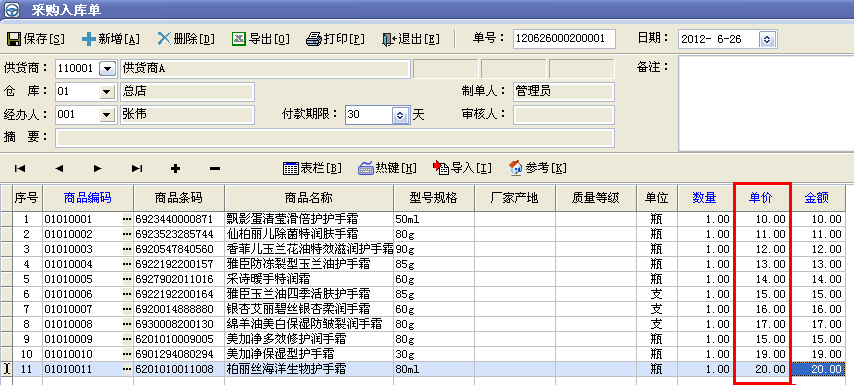 采购入库单
保存[S] 新增[A] 删除[D] 导出[O] 打印[P] 退出[E] 单号： 120626000200001 日期： 2012- 6-26
供货商： 110001 供货商A 备注：
仓 库： 01 总店 制单人： 管理员
经办人： 001 张伟 付款期限： 30 天 审核人：
摘 要：
表栏[B] 热键[H] 导入[I] 参考[K]
序号 商品编码 商品条码 商品名称 型号规格 厂家产地 质量等级 单位 数量 单价 金额
1 01010001 ··· 6923440000871 飘影蛋清莹滑倍护护手霜 50ml 瓶 1.00 10.00 10.00
2 01010002 ··· 6923523285744 仙柏丽儿除菌特润肤手霜 80g 瓶 1.00 11.00 11.00
3 01010003 ··· 6920547840560 香菲儿玉兰花油特效滋润护手霜 90g 瓶 1.00 12.00 12.00
4 01010004 ··· 6922192200157 雅臣防冻裂型玉兰油护手霜 85g 瓶 1.00 13.00 13.00
5 01010005 ··· 6927902011016 采诗暖手特润霜 60g 瓶 1.00 14.00 14.00
6 01010006 ··· 6922192200164 雅臣玉兰油四季活肤护手霜 85g 支 1.00 15.00 15.00
7 01010007 ··· 6920014888880 银杏艾丽碧丝银杏柔润手霜 60g 支 1.00 16.00 16.00
8 01010008 ··· 6930008200130 绵羊油美白保湿防皱裂润手霜 80g 支 1.00 17.00 17.00
9 01010009 ··· 6201010009005 美加净多效修护润手霜 80g 瓶 1.00 15.00 15.00
10 01010010 ··· 6901294080294 美加净保湿型护手霜 30g 瓶 1.00 19.00 19.00
11 01010011 ··· 6201010011008 柏丽丝海洋生物护手霜 80ml 瓶 1.00 20.00 20.00